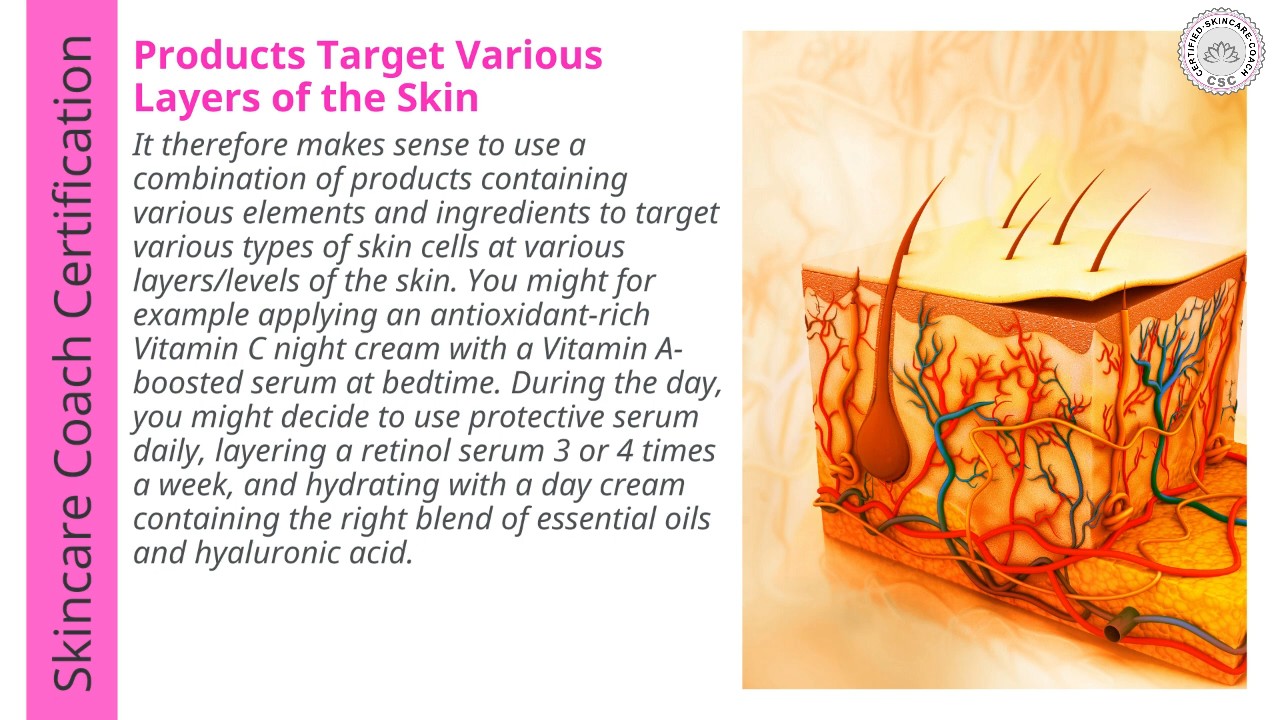 Skincare Coach Certification
Products Target Various
Layers of the Skin
It therefore makes sense to use a
combination of products containing
various elements and ingredients to target
various types of skin cells at various
layers/levels of the skin. You might for
example applying an antioxidant-rich
Vitamin C night cream with a Vitamin A-
boosted serum at bedtime. During the day,
you might decide to use protective serum
daily, layering a retinol serum 3 or 4 times
a week, and hydrating with a day cream
containing the right blend of essential oils
and hyaluronic acid.
CERTIFIED·SKINCARE·COACH
CSC